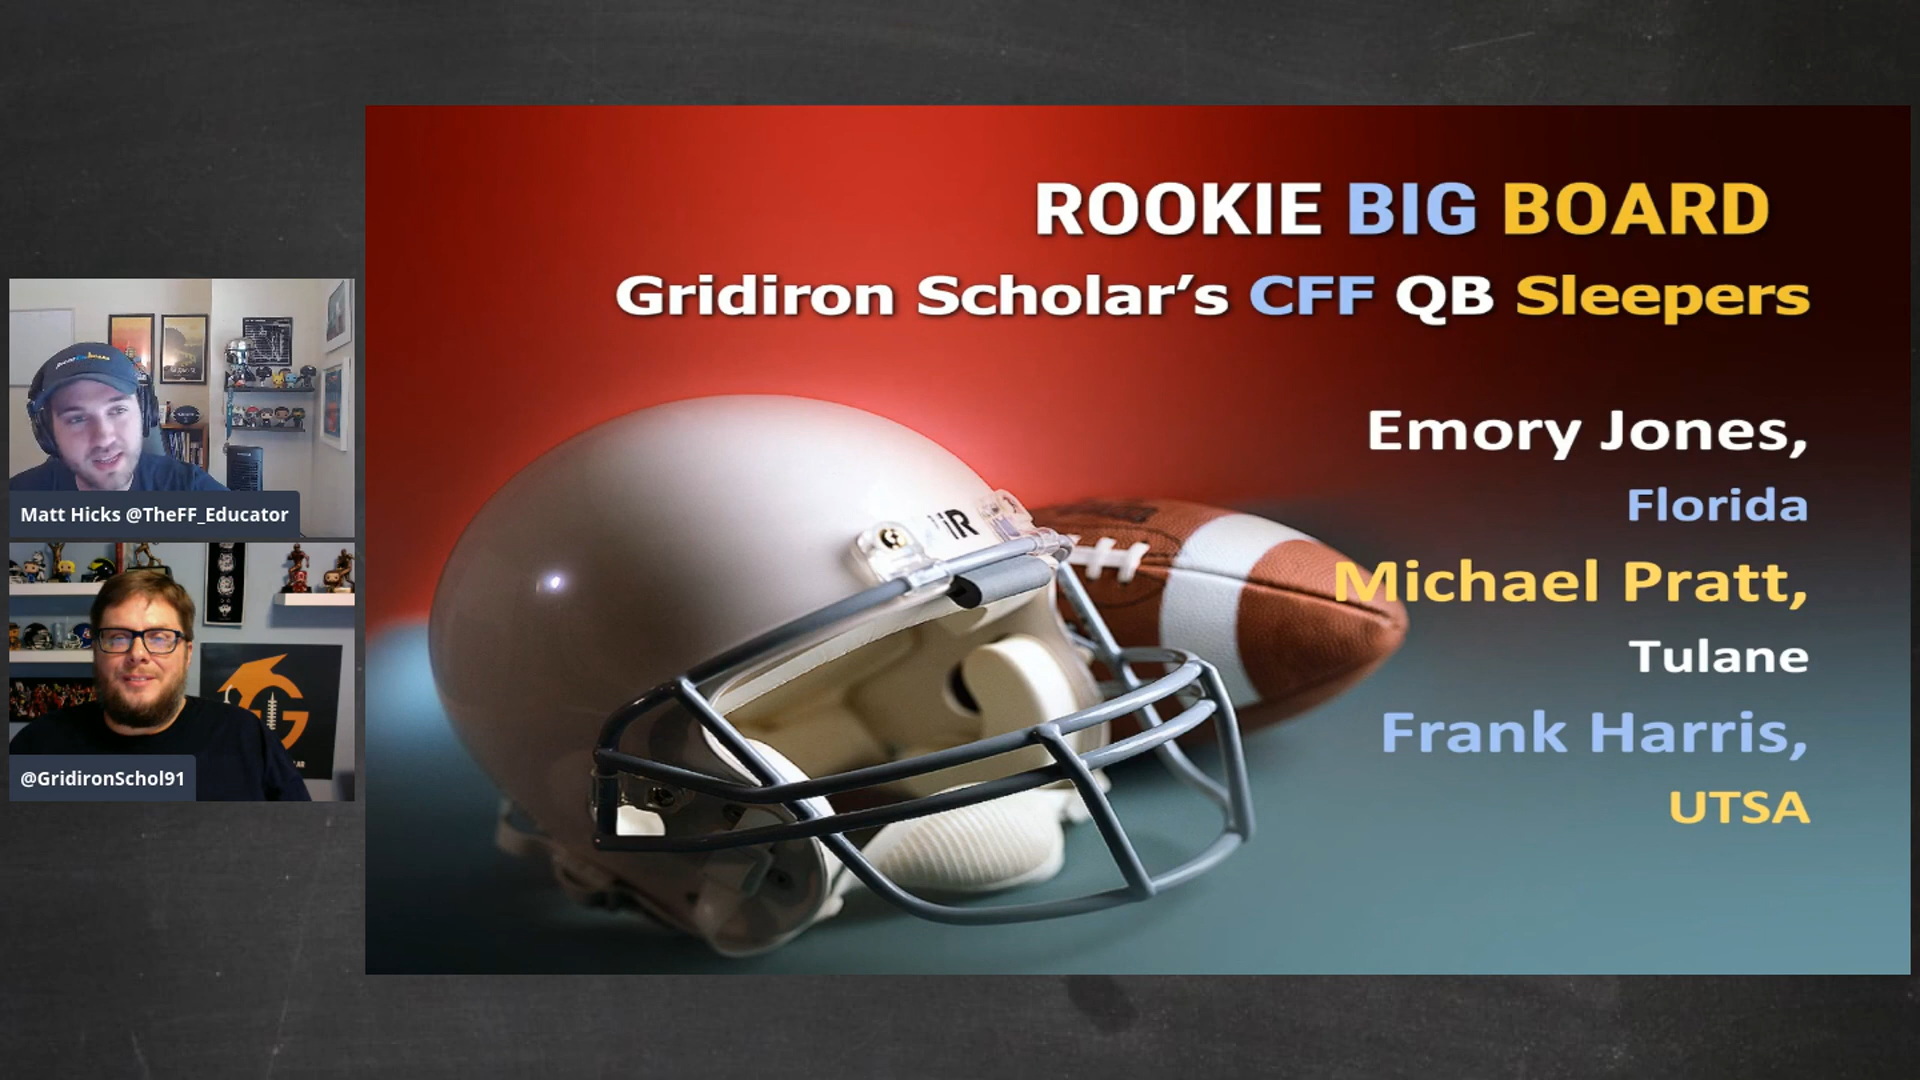 ROOKIE BIG BOARD
Gridiron Scholar's CFF QB Sleepers
Emory Jones,
Florida
Michael Pratt,
Tulane
Frank Harris,
UTSA
Matt Hicks @TheFF_Educator
@GridironSchol91